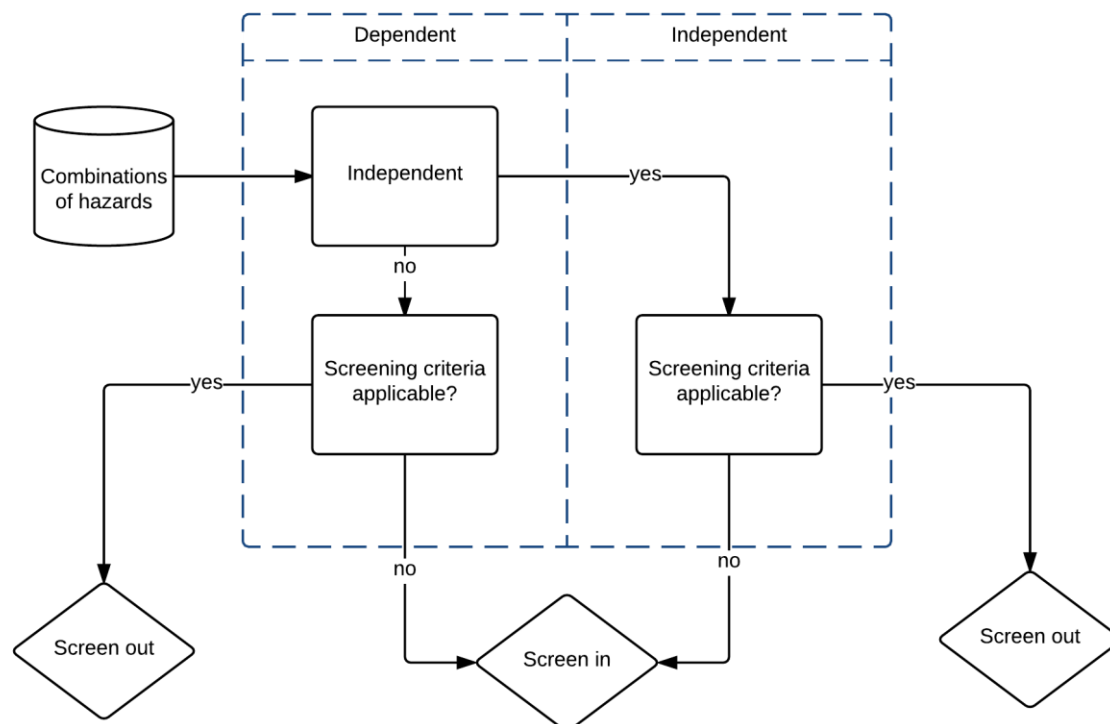 Dependent
Independent
Combinations
of hazards
Independent
yes
no
Screening criteria
applicable?
Screening criteria
applicable?
yes
yes
no
no
Screen out
Screen in
Screen out